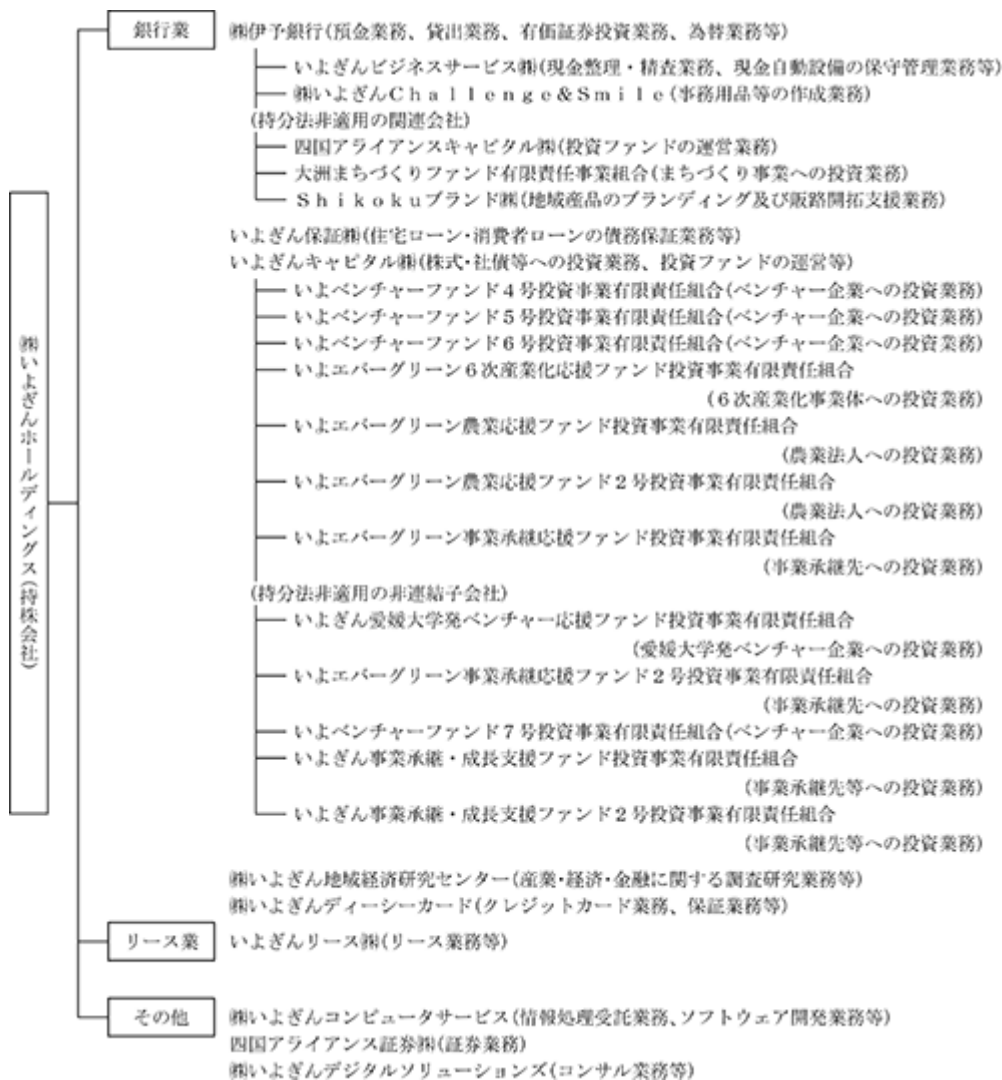 銀行業
㈱伊予銀行(預金業務、貸出業務、有価証券投資業務、為替業務等)
いよぎんビジネスサービス㈱(現金整理・精査業務、現金自動設備の保守管理業務等)
㈱いよぎんＣｈａｌｌｅｎｇｅ＆Ｓｍｉｌｅ(事務用品等の作成業務)
(持分法非適用の関連会社)
四国アライアンスキャピタル㈱(投資ファンドの運営業務)
大洲まちづくりファンド有限責任事業組合(まちづくり事業への投資業務)
Ｓｈｉｋｏｋｕブランド㈱(地域産品のブランディング及び販路開拓支援業務)
いよぎん保証㈱(住宅ローン・消費者ローンの債務保証業務等)
いよぎんキャピタル㈱(株式・社債等への投資業務、投資ファンドの運営等)
いよベンチャーファンド４号投資事業有限責任組合(ベンチャー企業への投資業務)
いよベンチャーファンド５号投資事業有限責任組合(ベンチャー企業への投資業務)
いよベンチャーファンド６号投資事業有限責任組合(ベンチャー企業への投資業務)
いよエバーグリーン６次産業化応援ファンド投資事業有限責任組合
(６次産業化事業体への投資業務)
いよエバーグリーン農業応援ファンド投資事業有限責任組合
(農業法人への投資業務)
いよエバーグリーン農業応援ファンド２号投資事業有限責任組合
(農業法人への投資業務)
いよエバーグリーン事業承継応援ファンド投資事業有限責任組合
(事業承継先への投資業務)
(持分法非適用の非連結子会社)
いよぎん愛媛大学発ベンチャー応援ファンド投資事業有限責任組合
(愛媛大学発ベンチャー企業への投資業務)
いよエバーグリーン事業承継応援ファンド２号投資事業有限責任組合
(事業承継先への投資業務)
いよベンチャーファンド７号投資事業有限責任組合(ベンチャー企業への投資業務)
いよぎん事業承継・成長支援ファンド投資事業有限責任組合
(事業承継先等への投資業務)
いよぎん事業承継・成長支援ファンド２号投資事業有限責任組合
(事業承継先等への投資業務)
㈱いよぎん地域経済研究センター(産業・経済・金融に関する調査研究業務等)
㈱いよぎんディーシーカード(クレジットカード業務、保証業務等)
㈱いよぎんホールディングス(持株会社)
リース業
いよぎんリース㈱(リース業務等)
その他
㈱いよぎんコンピュータサービス(情報処理受託業務、ソフトウェア開発業務等)
四国アライアンス証券㈱(証券業務)
㈱いよぎんデジタルソリューションズ(コンサル業務等)